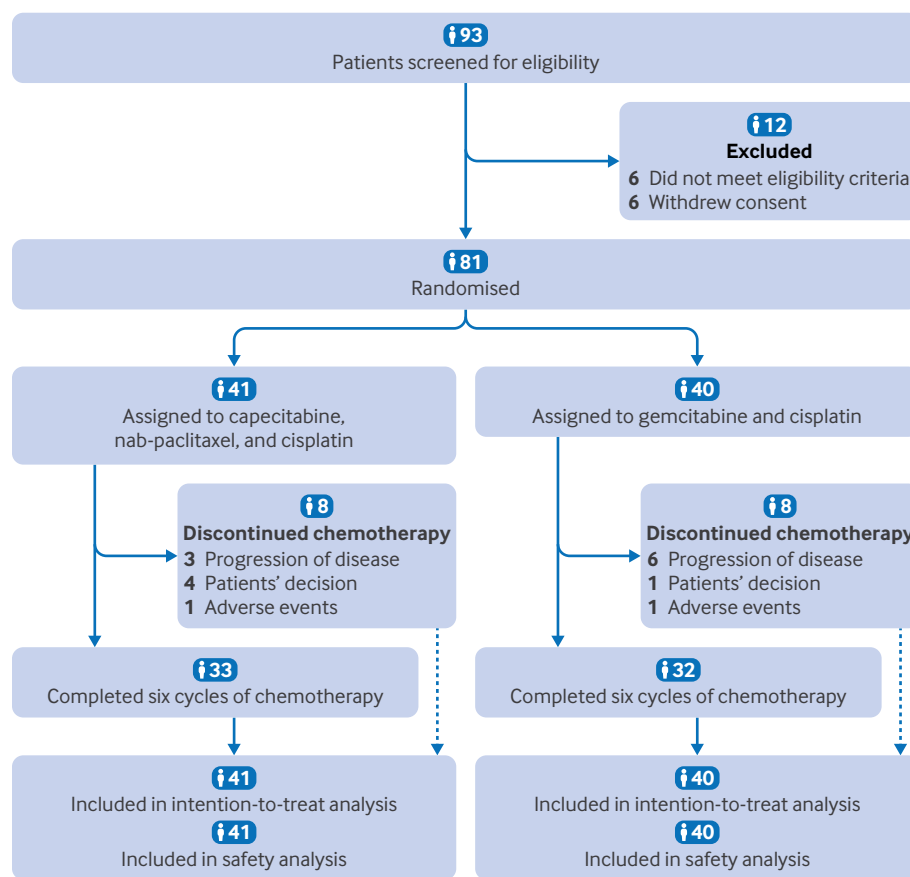 93
Patients screened for eligibility
12
Excluded
6 Did not meet eligibility criteria
6 Withdrew consent
81
Randomised
41
Assigned to capecitabine,
nab-paclitaxel, and cisplatin
40
Assigned to gemcitabine and cisplatin
8
Discontinued chemotherapy
3 Progression of disease
4 Patients’ decision
1 Adverse events
8
Discontinued chemotherapy
6 Progression of disease
1 Patients’ decision
1 Adverse events
33
Completed six cycles of chemotherapy
32
Completed six cycles of chemotherapy
41
Included in intention-to-treat analysis
41
Included in safety analysis
40
Included in intention-to-treat analysis
40
Included in safety analysis